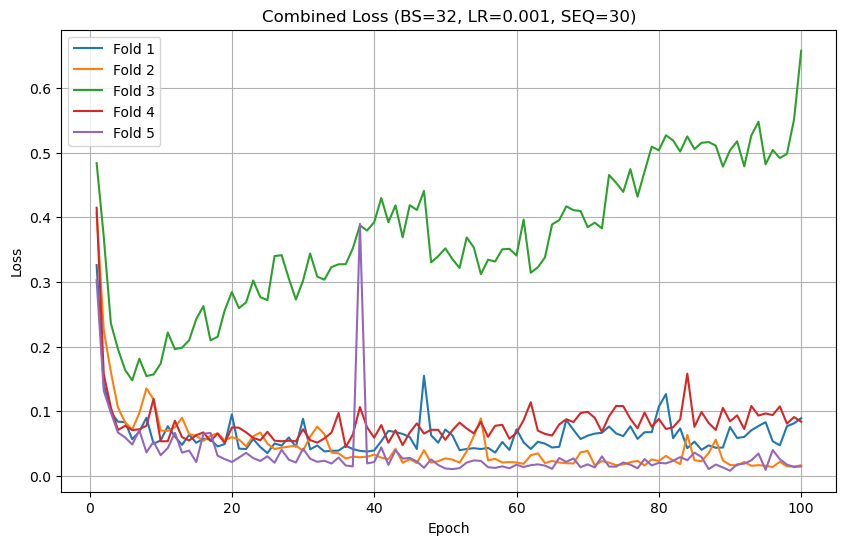 Combined Loss (BS=32, LR=0.001, SEQ=30)
Fold 1
Fold 2
Fold 3
Fold 4
Fold 5
Loss
0.6
0.5
0.4
0.3
0.2
0.1
0.0
0 20 40 60 80 100
Epoch